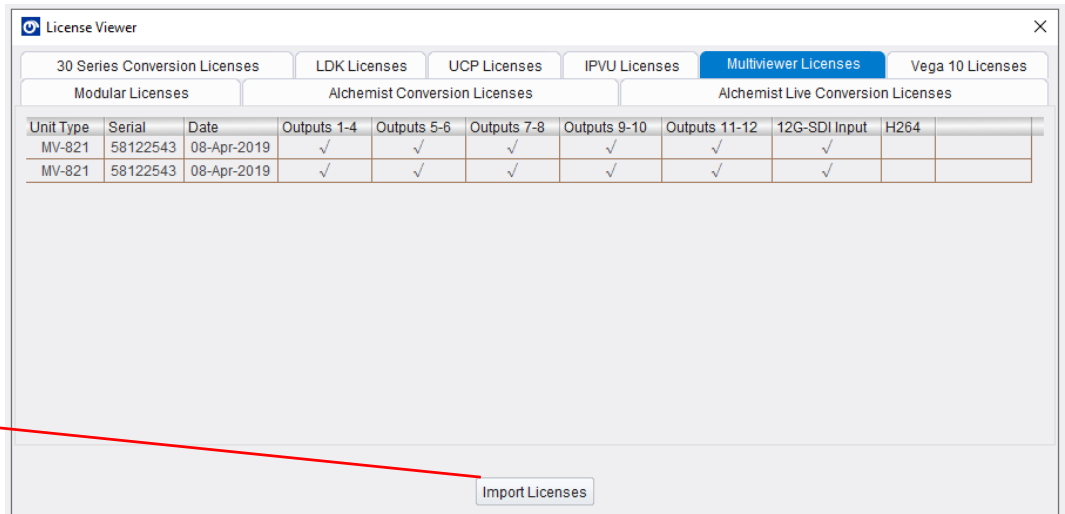 License Viewer
30 Series Conversion Licenses LDK Licenses UCP Licenses IPVU Licenses Multiviewer Licenses Vega 10 Licenses
Modular Licenses Alchemist Conversion Licenses Alchemist Live Conversion Licenses
Unit Type Serial Date Outputs 1-4 Outputs 5-6 Outputs 7-8 Outputs 9-10 Outputs 11-12 12G-SDI Input H264
MV-821 58122543 08-Apr-2019 √ √ √ √ √ √
MV-821 58122543 08-Apr-2019 √ √ √ √ √ √
Import Licenses